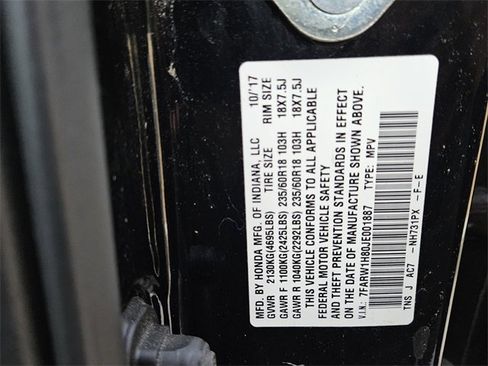 MFD. BY HONDA MFG. OF INDIANA, LLC 10/'17
GVWR 2130KG(4695LBS) TIRE SIZE RIM SIZE
GAWR F 1100KG(2425LBS) 235/60R18 103H 18X7.5J
GAWR R 1040KG(2292LBS) 235/60R18 103H 18X7.5J
THIS VEHICLE CONFORMS TO ALL APPLICABLE
FEDERAL MOTOR VEHICLE SAFETY
AND THEFT PREVENTION STANDARDS IN EFFECT
ON THE DATE OF MANUFACTURE SHOWN ABOVE.
V.I.N.: 7FARW1H80JE001887 TYPE: MPV
TNS J AC7 -NH731PX -F-E